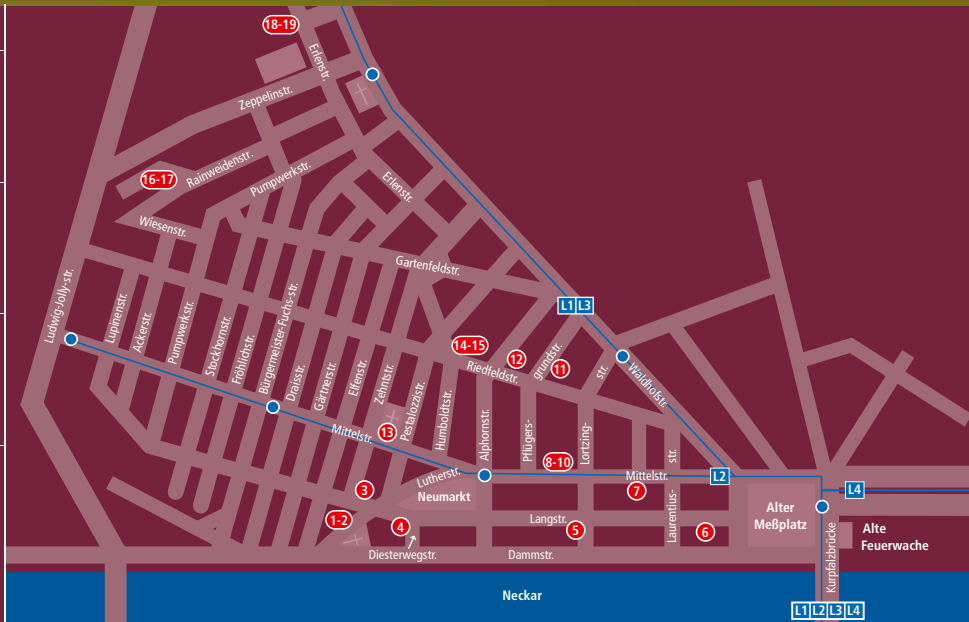 18-19
Erlenstr.
Zeppelinstr.
16-17
Rainweidenstr.
Pumpwerkstr.
Erlenstr.
Wiesenstr.
Gartenfeldstr.
Ludwig-Jolly-str.
Lupinenstr.
Ackerstr.
Pumpwerkstr.
Stockhornstr.
Fröhlichstr.
Bürgermeister-Fuchs-str.
Draisstr.
Gärtnerstr.
Elfenstr.
Zehntstr.
Pestalozzistr.
Humboldtstr.
L1 L3
14-15
12
11
grundstr.
Riedfeldstr.
str.
Waldhofstr.
Alphornstr.
Pflügers-
Lortzing-
str.
13
Mittelstr.
8-10
Mittelstr.
L2
Lutherstr.
Neumarkt
3
7
L4
1-2
4
Langstr.
5
Laurentius-
6
Alter
Meßplatz
Alte
Feuerwache
Diesterwegstr.
Dammstr.
Kurpfalzbrücke
Neckar
L1 L2 L3 L4